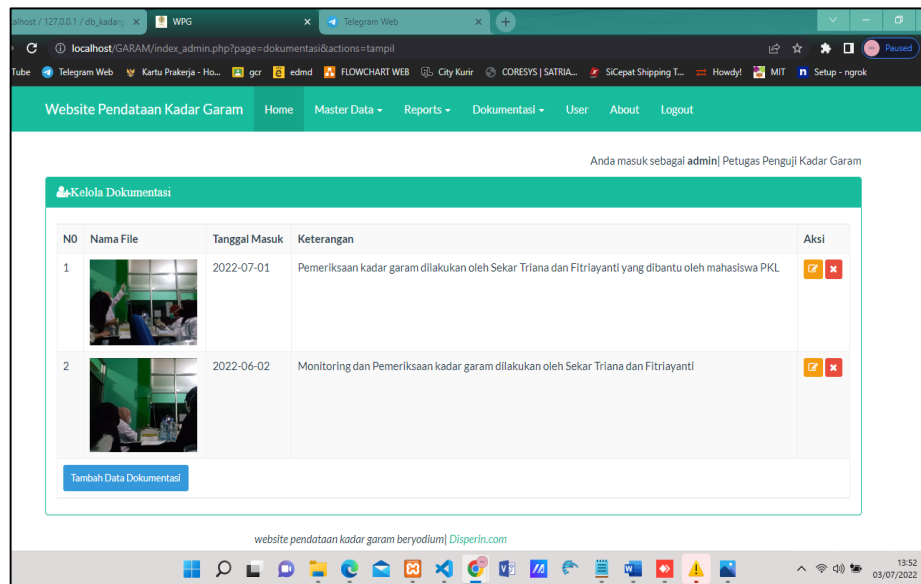 alhost / 127.0.0.1 / db_kadarg
WPG
Telegram Web
localhost/GARAM/index_admin.php?page=dokumentasi&actions=tampil
Paused
Tube
Telegram Web
Kartu Prakerja - Ho...
gcr
edmd
FLOWCHART WEB
City Kurir
CORESYS | SATRIA...
SiCepat Shipping T...
Howdy!
MIT
Setup - ngrok
Website Pendataan Kadar Garam
Home
Master Data
Reports
Dokumentasi
User
About
Logout
Anda masuk sebagai admin| Petugas Penguji Kadar Garam
Kelola Dokumentasi
N0 Nama File Tanggal Masuk Keterangan Aksi
1 2022-07-01 Pemeriksaan kadar garam dilakukan oleh Sekar Triana dan Fitriayanti yang dibantu oleh mahasiswa PKL
2 2022-06-02 Monitoring dan Pemeriksaan kadar garam dilakukan oleh Sekar Triana dan Fitriayanti
Tambah Data Dokumentasi
website pendataan kadar garam beryodium| Disperin.com
13:52
03/07/2022